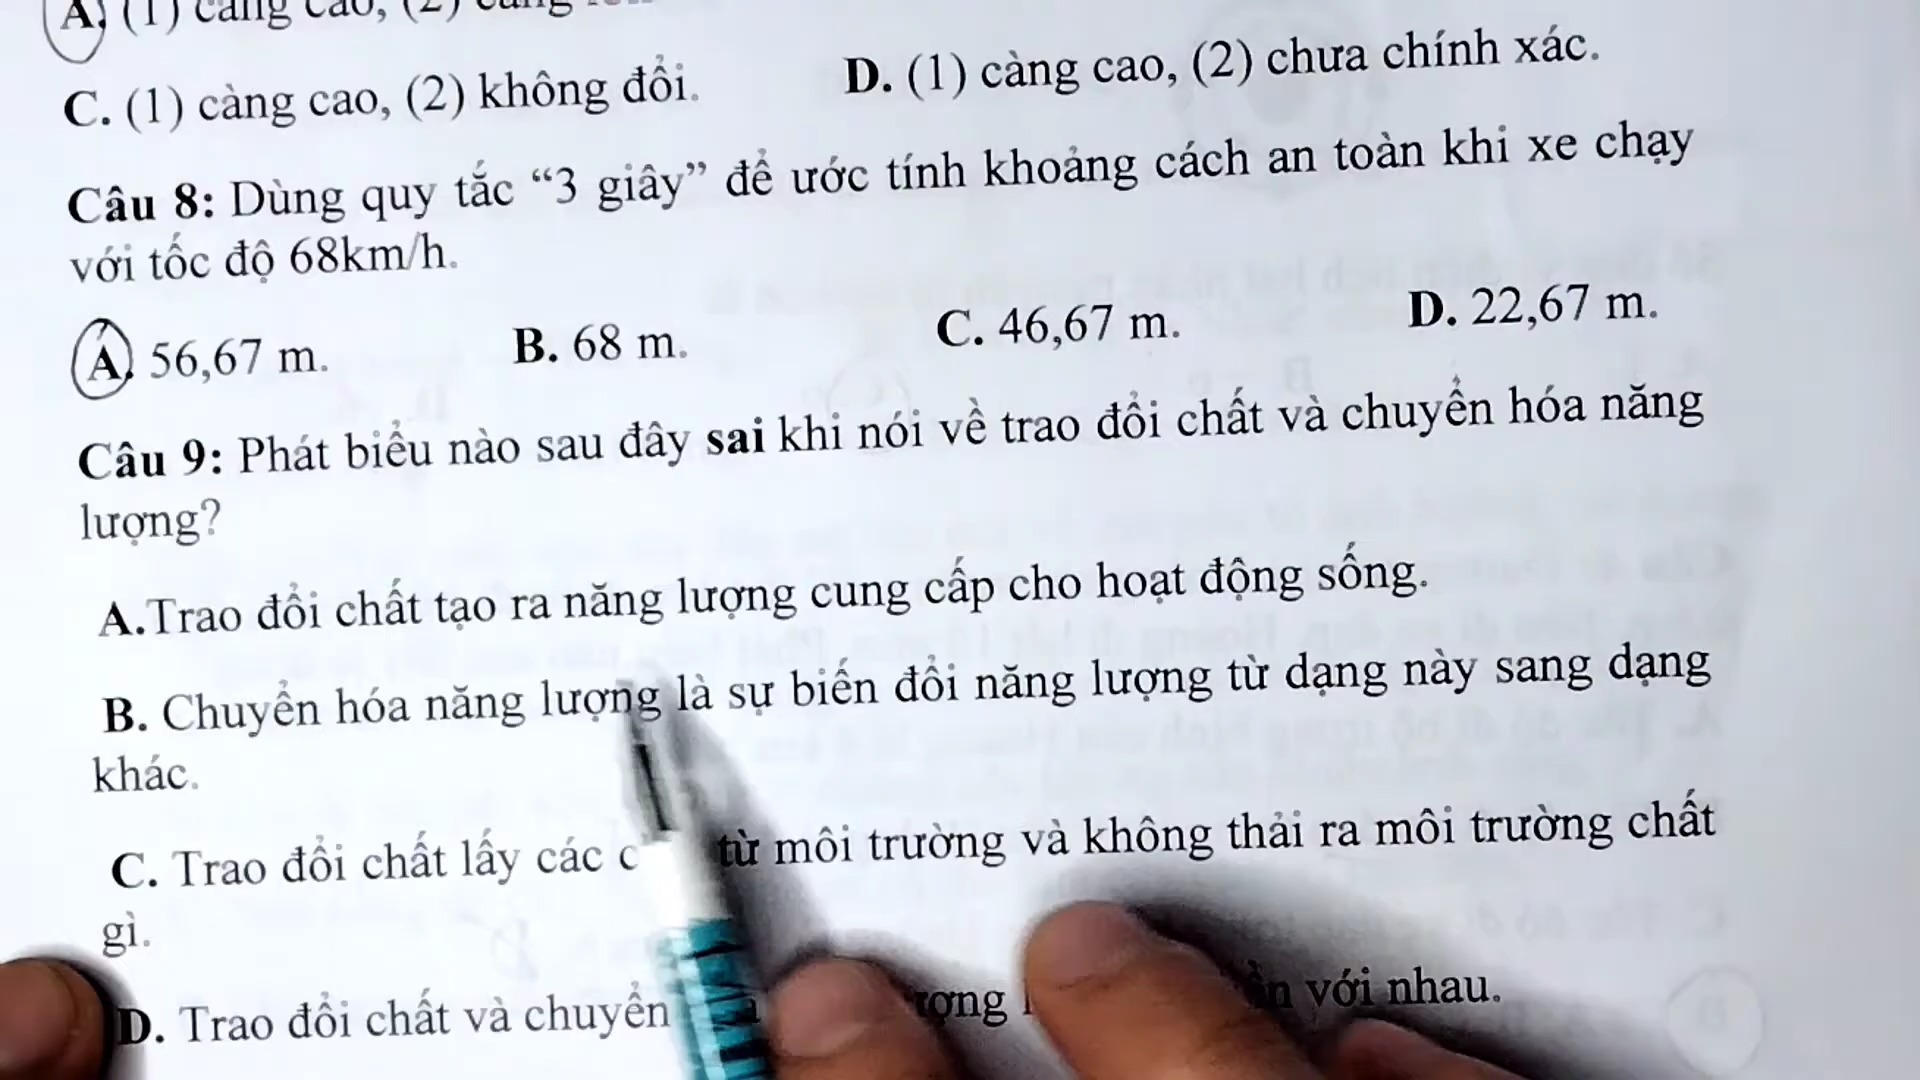 A. (1) càng cao, (2) càng
C. (1) càng cao, (2) không đổi. D. (1) càng cao, (2) chưa chính xác.
Câu 8: Dùng quy tắc “3 giây” để ước tính khoảng cách an toàn khi xe chạy
với tốc độ 68km/h.
A. 56,67 m. B. 68 m. C. 46,67 m. D. 22,67 m.
Câu 9: Phát biểu nào sau đây sai khi nói về trao đổi chất và chuyển hóa năng
lượng?
A.Trao đổi chất tạo ra năng lượng cung cấp cho hoạt động sống.
B. Chuyển hóa năng lượng là sự biến đổi năng lượng từ dạng này sang dạng
khác.
C. Trao đổi chất lấy các từ môi trường và không thải ra môi trường chất
gì.
D. Trao đổi chất và chuyển với nhau.